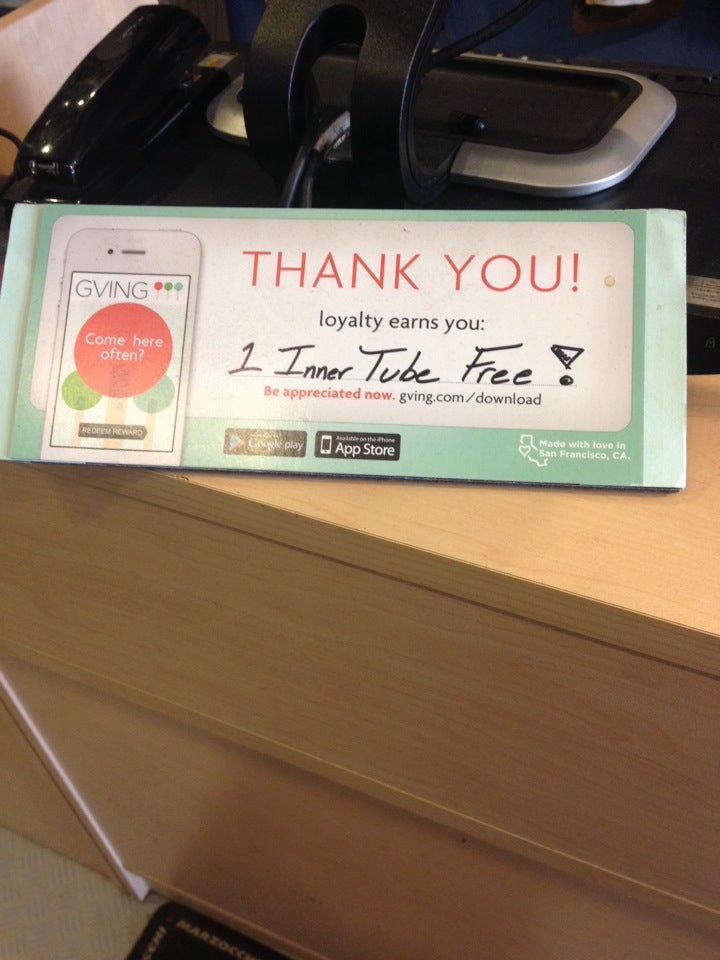 GVING
Come here
often?
REDEEM REWARD
THANK YOU!
loyalty earns you:
1 Inner Tube Free!
Be appreciated now. gving.com/download
Google play
Available on the iPhone
App Store
Made with love in
San Francisco, CA.